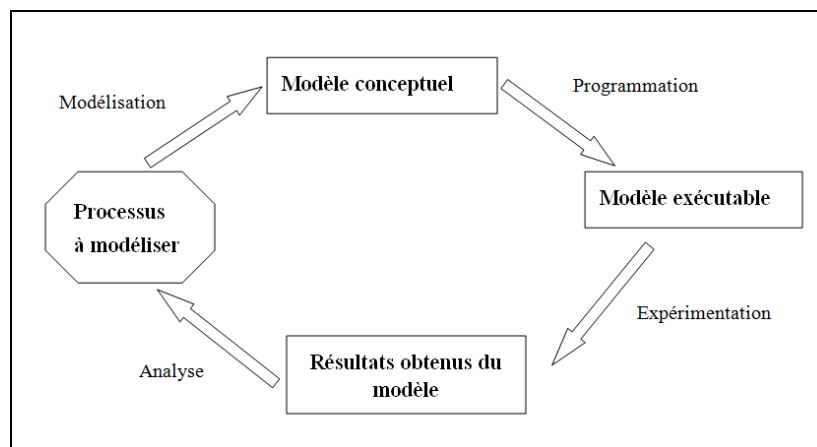 Modèle conceptuel
Modélisation
Programmation
Processus
à modéliser
Modèle exécutable
Expérimentation
Résultats obtenus du
modèle
Analyse